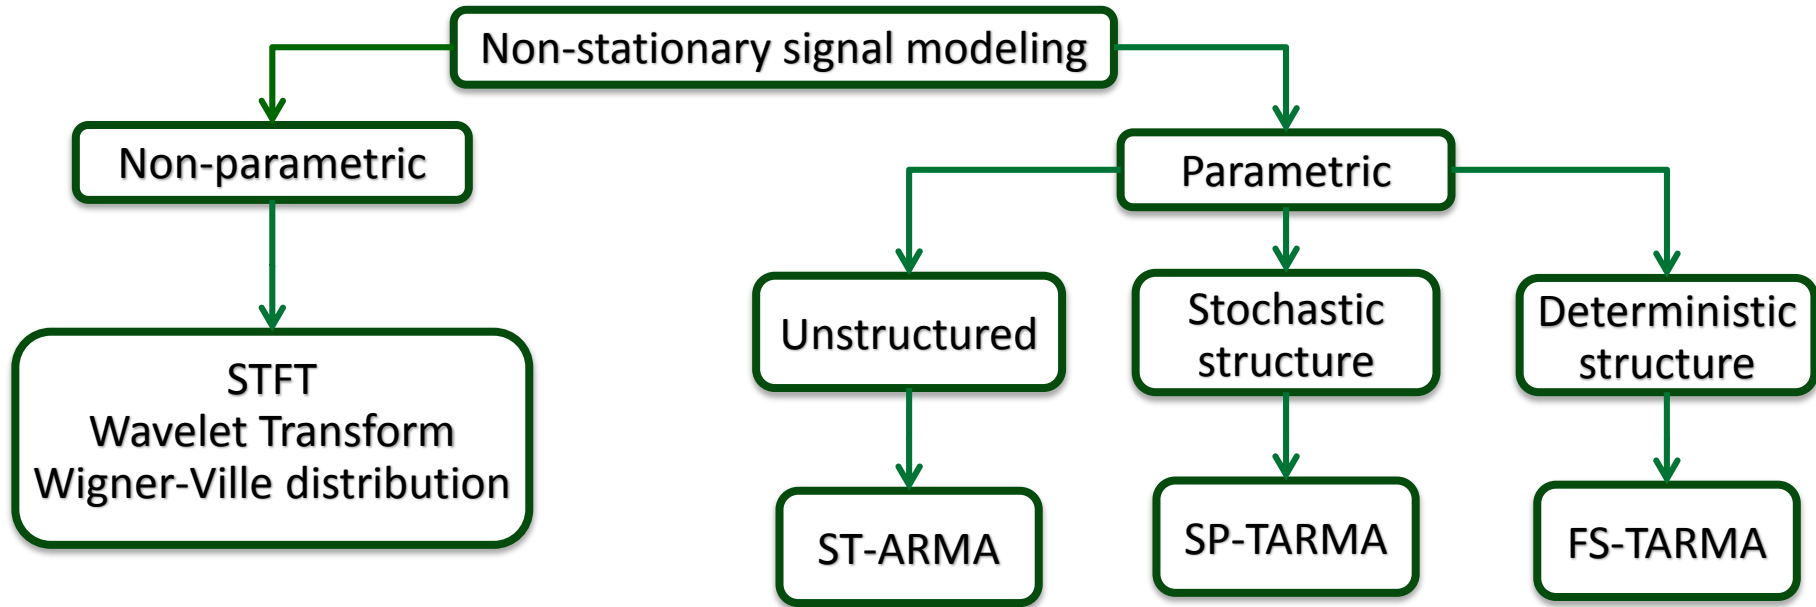 Non-stationary signal modeling
Non-parametric
Parametric
STFT
Wavelet Transform
Wigner-Ville distribution
Unstructured
Stochastic
structure
Deterministic
structure
ST-ARMA
SP-TARMA
FS-TARMA